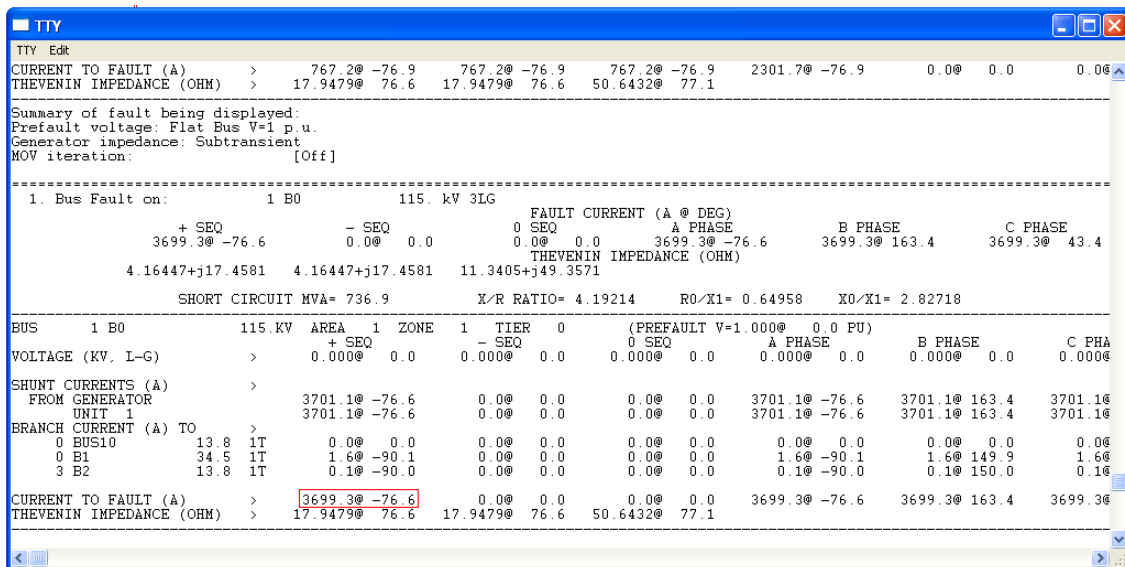 TTY
TTY Edit
CURRENT TO FAULT (A) > 767.2@ -76.9 767.2@ -76.9 767.2@ -76.9 2301.7@ -76.9 0.0@ 0.0 0.0@
THEVENIN IMPEDANCE (OHM) > 17.9479@ 76.6 17.9479@ 76.6 50.6432@ 77.1
Summary of fault being displayed:
Prefault voltage: Flat Bus V=1 p.u.
Generator impedance: Subtransient
MOV iteration: [Off]
1. Bus Fault on: 1 B0 115. kV 3LG
FAULT CURRENT (A @ DEG)
+ SEQ - SEQ 0 SEQ A PHASE B PHASE C PHASE
3699.3@ -76.6 0.0@ 0.0 0.0@ 0.0 3699.3@ -76.6 3699.3@ 163.4 3699.3@ 43.4
THEVENIN IMPEDANCE (OHM)
4.16447+j17.4581 4.16447+j17.4581 11.3405+j49.3571
SHORT CIRCUIT MVA= 736.9 X/R RATIO= 4.19214 R0/X1= 0.64958 X0/X1= 2.82718
BUS 1 B0 115.KV AREA 1 ZONE 1 TIER 0 (PREFAULT V=1.000@ 0.0 PU)
+ SEQ - SEQ 0 SEQ A PHASE B PHASE C PHA
VOLTAGE (KV, L-G) > 0.000@ 0.0 0.000@ 0.0 0.000@ 0.0 0.000@ 0.0 0.000@ 0.0 0.000@
SHUNT CURRENTS (A) >
FROM GENERATOR 3701.1@ -76.6 0.0@ 0.0 0.0@ 0.0 3701.1@ -76.6 3701.1@ 163.4 3701.1@
UNIT 1 3701.1@ -76.6 0.0@ 0.0 0.0@ 0.0 3701.1@ -76.6 3701.1@ 163.4 3701.1@
BRANCH CURRENT (A) TO >
0 BUS10 13.8 1T 0.0@ 0.0 0.0@ 0.0 0.0@ 0.0 0.0@ 0.0 0.0@ 0.0 0.0@
0 B1 34.5 1T 1.6@ -90.1 0.0@ 0.0 0.0@ 0.0 1.6@ -90.1 1.6@ 149.9 1.6@
3 B2 13.8 1T 0.1@ -90.0 0.0@ 0.0 0.0@ 0.0 0.1@ -90.0 0.1@ 150.0 0.1@
CURRENT TO FAULT (A) > 3699.3@ -76.6 0.0@ 0.0 0.0@ 0.0 3699.3@ -76.6 3699.3@ 163.4 3699.3@
THEVENIN IMPEDANCE (OHM) > 17.9479@ 76.6 17.9479@ 76.6 50.6432@ 77.1